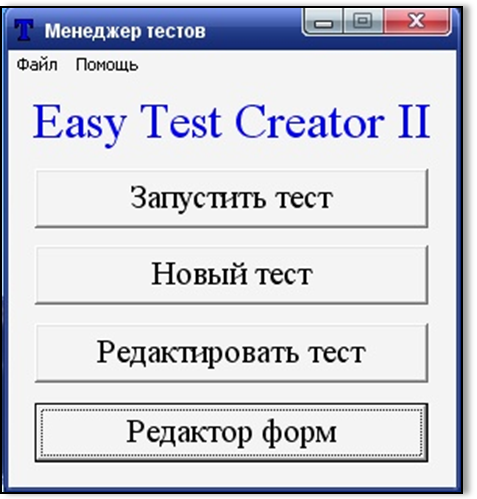 Менеджер тестов
Файл Помощь
Easy Test Creator II
Запустить тест
Новый тест
Редактировать тест
Редактор форм